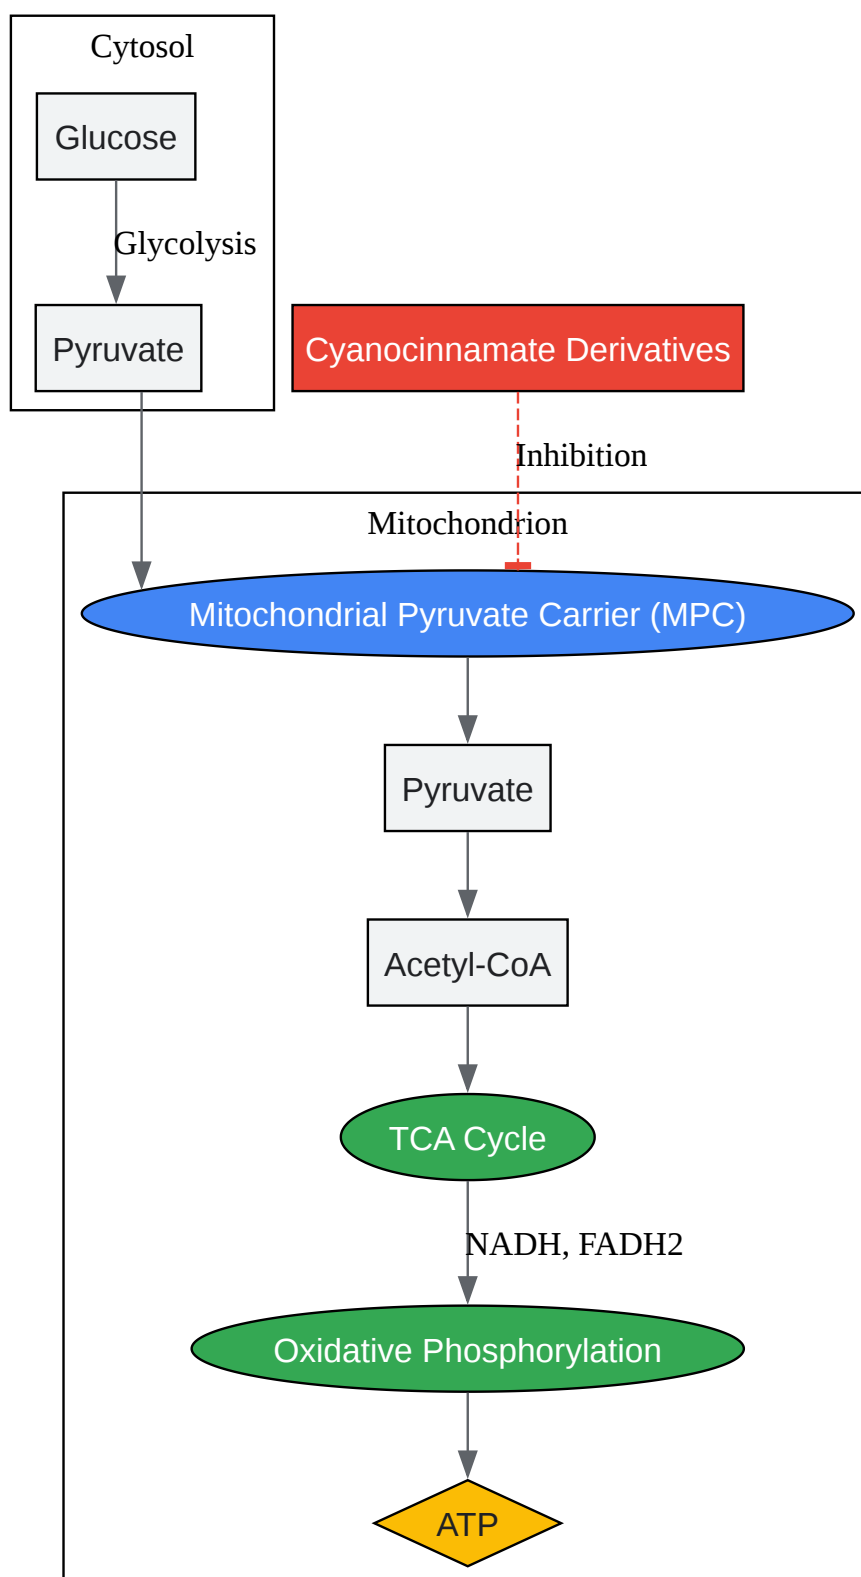 Cytosol
Glucose
Glycolysis
Pyruvate
Cyanocinnamate Derivatives
Inhibition
Mitochondrion
Mitochondrial Pyruvate Carrier (MPC)
Pyruvate
Acetyl-CoA
TCA Cycle
NADH, FADH2
Oxidative Phosphorylation
ATP